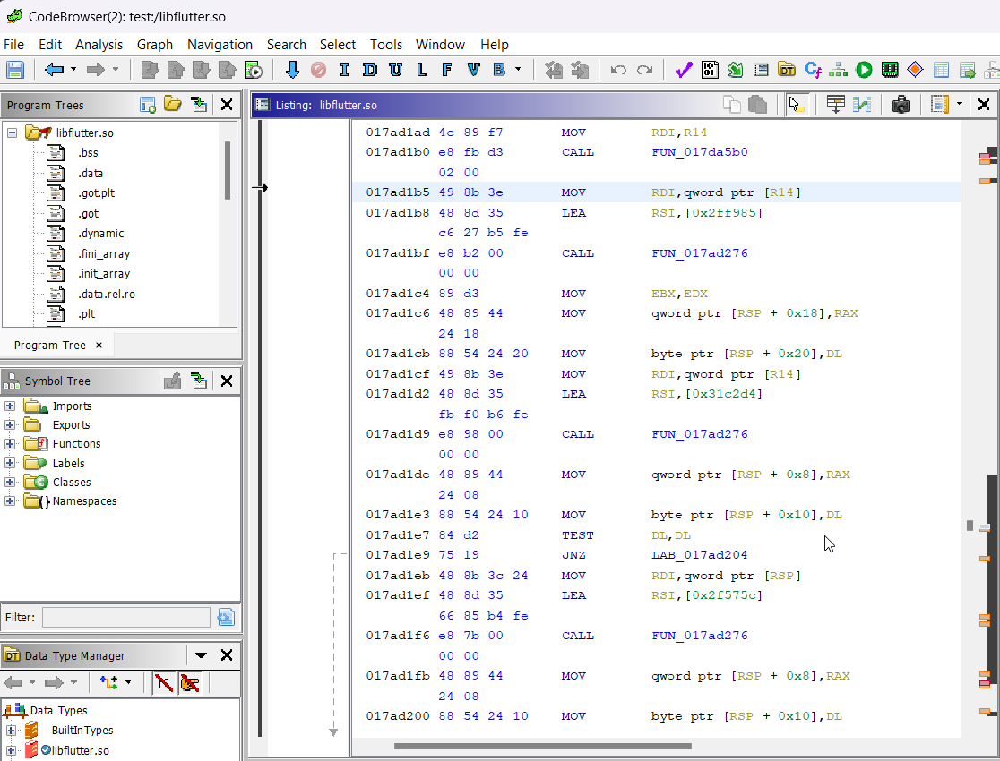 CodeBrowser(2): test:/libflutter.so
File Edit Analysis Graph Navigation Search Select Tools Window Help
I D U L F V B
Program Trees
libflutter.so
.bss
.data
.got.plt
.got
.dynamic
.fini_array
.init_array
.data.rel.ro
.plt
Program Tree ×
Symbol Tree
Imports
Exports
Functions
Labels
Classes
Namespaces
Filter:
Data Type Manager
Data Types
BuiltInTypes
libflutter.so
Listing: libflutter.so
017ad1ad 4c 89 f7 MOV RDI,R14
017ad1b0 e8 fb d3 CALL FUN_017da5b0
02 00
017ad1b5 49 8b 3e MOV RDI,qword ptr [R14]
017ad1b8 48 8d 35 LEA RSI,[0x2ff985]
c6 27 b5 fe
017ad1bf e8 b2 00 CALL FUN_017ad276
00 00
017ad1c4 89 d3 MOV EBX,EDX
017ad1c6 48 89 44 MOV qword ptr [RSP + 0x18],RAX
24 18
017ad1cb 88 54 24 20 MOV byte ptr [RSP + 0x20],DL
017ad1cf 49 8b 3e MOV RDI,qword ptr [R14]
017ad1d2 48 8d 35 LEA RSI,[0x31c2d4]
fb f0 b6 fe
017ad1d9 e8 98 00 CALL FUN_017ad276
00 00
017ad1de 48 89 44 MOV qword ptr [RSP + 0x8],RAX
24 08
017ad1e3 88 54 24 10 MOV byte ptr [RSP + 0x10],DL
017ad1e7 84 d2 TEST DL,DL
017ad1e9 75 19 JNZ LAB_017ad204
017ad1eb 48 8b 3c 24 MOV RDI,qword ptr [RSP]
017ad1ef 48 8d 35 LEA RSI,[0x2f575c]
66 85 b4 fe
017ad1f6 e8 7b 00 CALL FUN_017ad276
00 00
017ad1fb 48 89 44 MOV qword ptr [RSP + 0x8],RAX
24 08
017ad200 88 54 24 10 MOV byte ptr [RSP + 0x10],DL